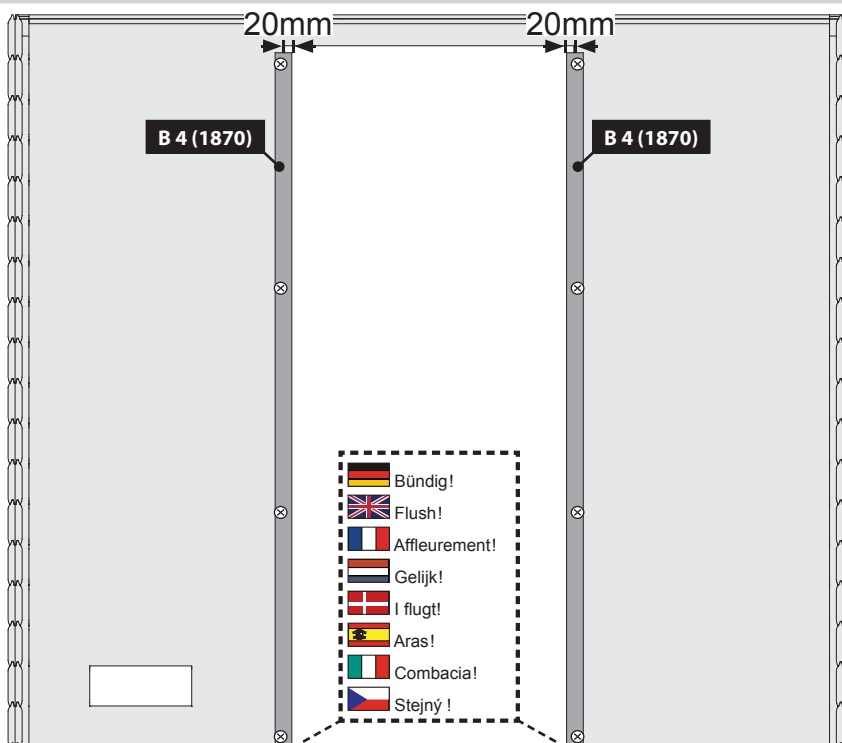 20mm 20mm
B 4 (1870) B 4 (1870)
Bündig!
Flush!
Affleurement!
Gelijk!
I flugt!
Aras!
Combacia!
Stejný !